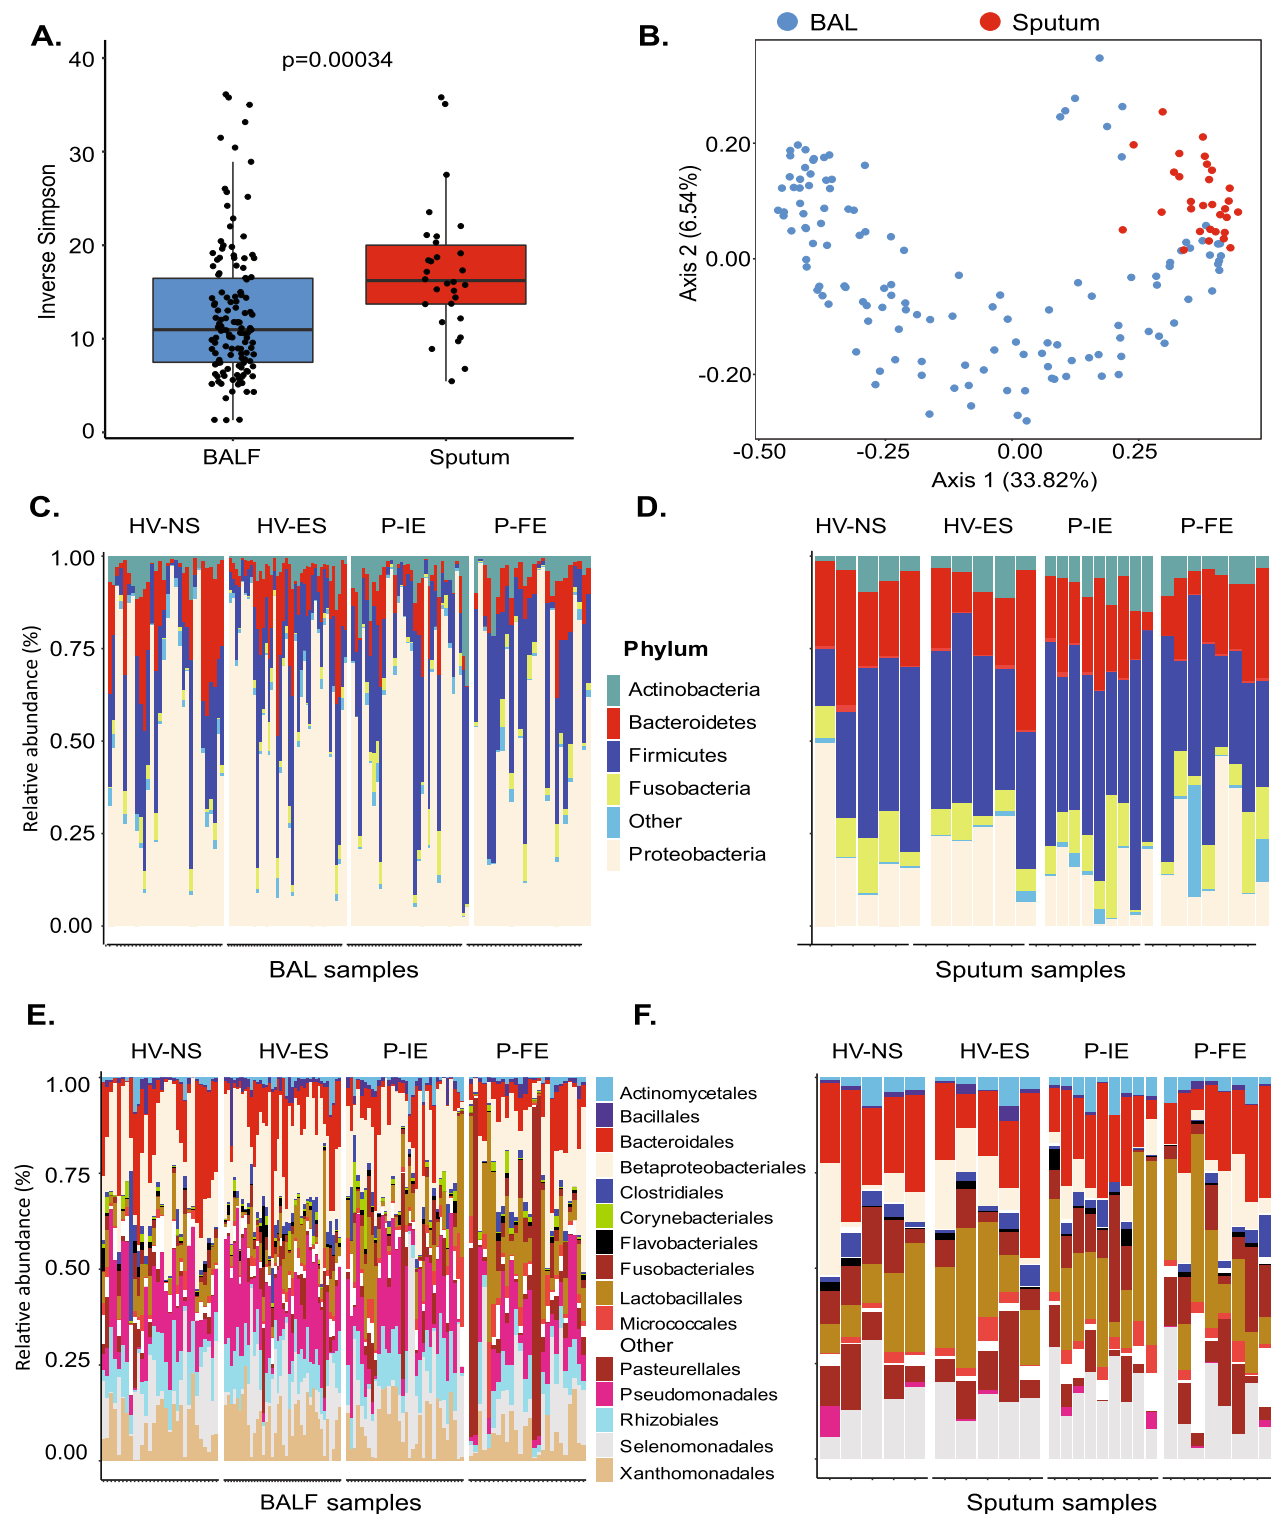 A.
p=0.00034
40
30
20
10
0
Inverse Simpson
BALF
Sputum
B.
BAL
Sputum
0.20
0.00
-0.20
Axis 2 (6.54%)
-0.50
-0.25
0.00
0.25
Axis 1 (33.82%)
C.
HV-NS
HV-ES
P-IE
P-FE
1.00
0.75
0.50
0.25
0.00
Relative abundance (%)
BAL samples
Phylum
Actinobacteria
Bacteroidetes
Firmicutes
Fusobacteria
Other
Proteobacteria
D.
HV-NS
HV-ES
P-IE
P-FE
Sputum samples
E.
HV-NS
HV-ES
P-IE
P-FE
1.00
0.75
0.50
0.25
0.00
Relative abundance (%)
BALF samples
Actinomycetales
Bacillales
Bacteroidales
Betaproteobacteriales
Clostridiales
Corynebacteriales
Flavobacteriales
Fusobacteriales
Lactobacillales
Micrococcales
Other
Pasteurellales
Pseudomonadales
Rhizobiales
Selenomonadales
Xanthomonadales
F.
HV-NS
HV-ES
P-IE
P-FE
Sputum samples